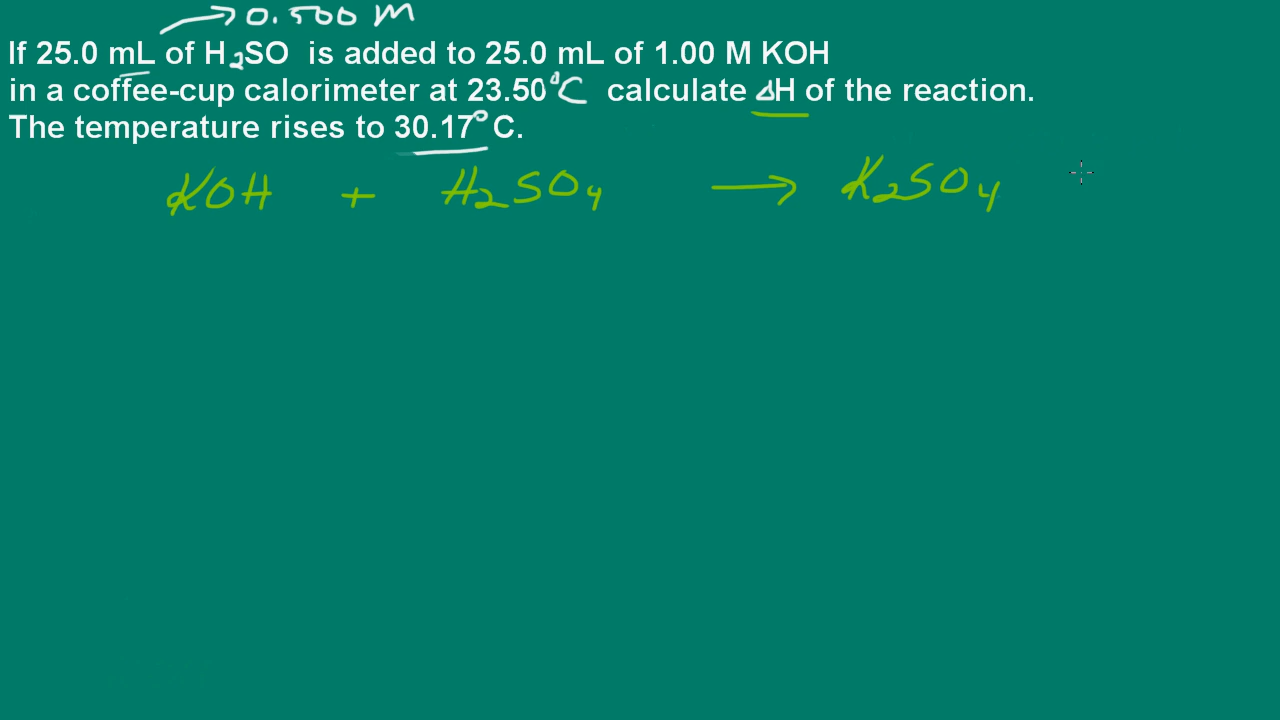 → 0.500 M
If 25.0 mL of H₂SO is added to 25.0 mL of 1.00 M KOH
in a coffee-cup calorimeter at 23.50°C calculate ΔH of the reaction.
The temperature rises to 30.17°C.
KOH + H₂SO₄ → K₂SO₄